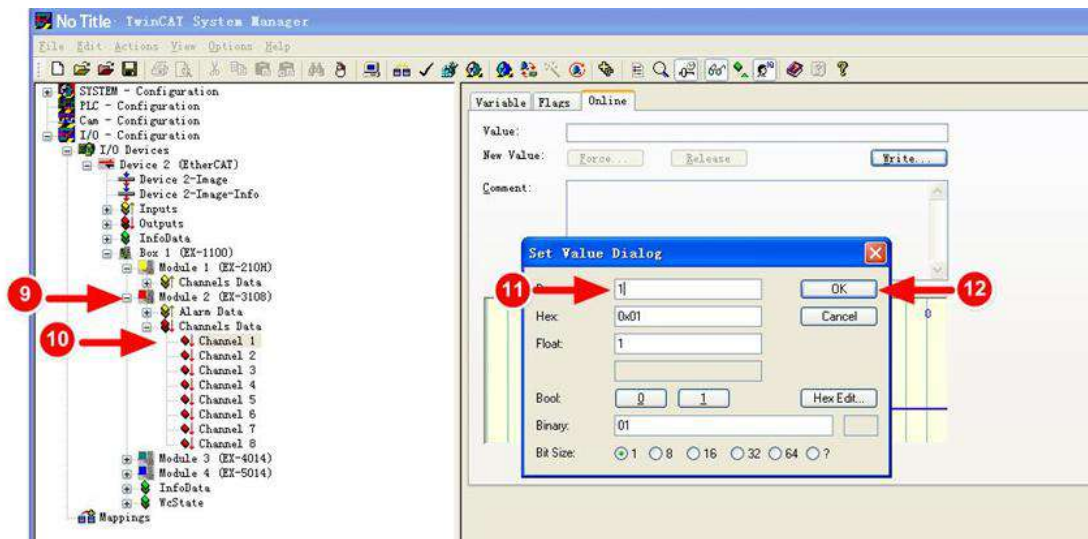 No Title - TwinCAT System Manager
File Edit Actions View Options Help
SYSTEM - Configuration
PLC - Configuration
Cam - Configuration
I/O - Configuration
I/O Devices
Device 2 (EtherCAT)
Device 2-Image
Device 2-Image-Info
Inputs
Outputs
InfoData
Box 1 (EX-1100)
Module 1 (EX-210H)
Channels Data
9
Module 2 (EX-3108)
Alarm Data
Channels Data
10
Channel 1
Channel 2
Channel 3
Channel 4
Channel 5
Channel 6
Channel 7
Channel 8
Module 3 (EX-4014)
Module 4 (EX-5014)
InfoData
WcState
Mappings
Variable Flags Online
Value:
New Value: Force... Release Write...
Comment:
Set Value Dialog
11 1 OK 12
Hex: 0x01 Cancel
Float: 1
0
Bool: 0 1 Hex Edit...
Binary: 01
Bit Size: 1 8 16 32 64 ?